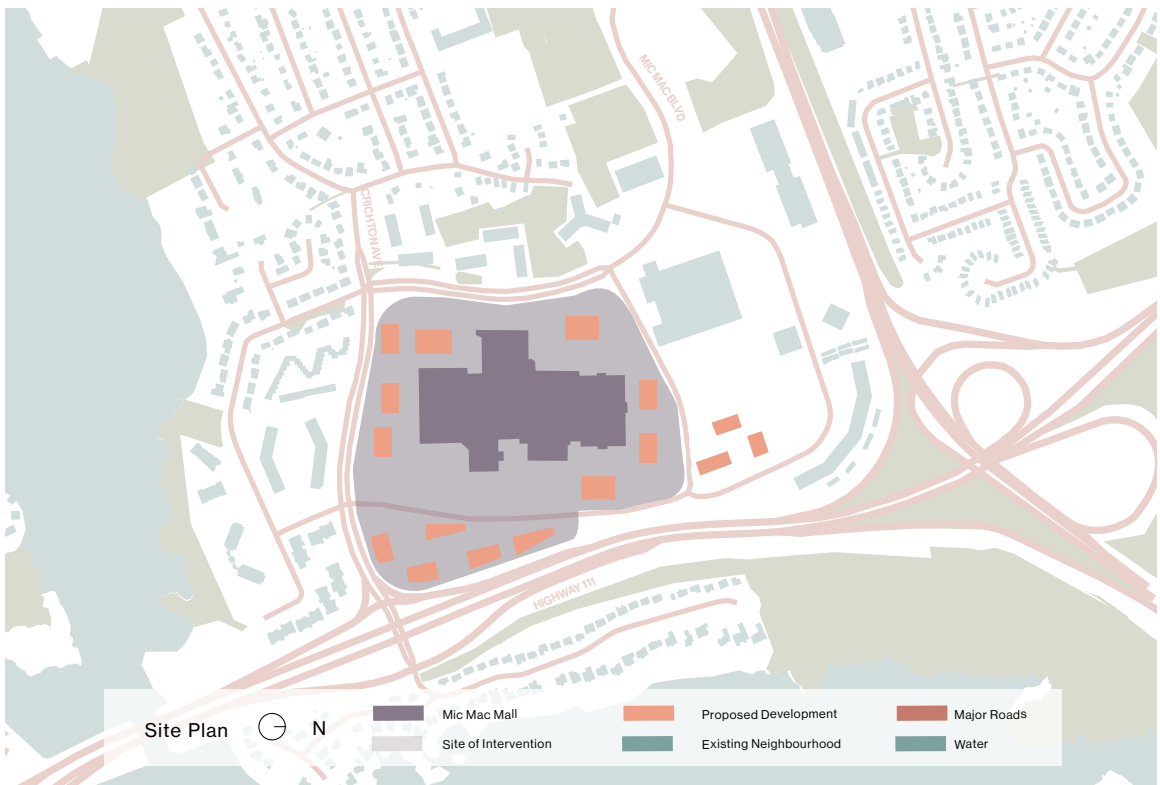 MIC MAC BLVD
CRICHTON AVE
HIGHWAY 111
Site Plan
N
Mic Mac Mall
Site of Intervention
Proposed Development
Existing Neighbourhood
Major Roads
Water